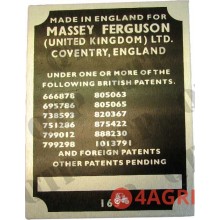 MADE IN ENGLAND FOR
MASSEY FERGUSON
(UNITED KINGDOM) LTD.
COVENTRY, ENGLAND
UNDER ONE OR MORE OF THE
FOLLOWING BRITISH PATENTS.
666878 805063
695786 805065
738593 820367
751286 875422
799012 888230
799298 1013791
AND FOREIGN PATENTS
OTHER PATENTS PENDING
4AGRI